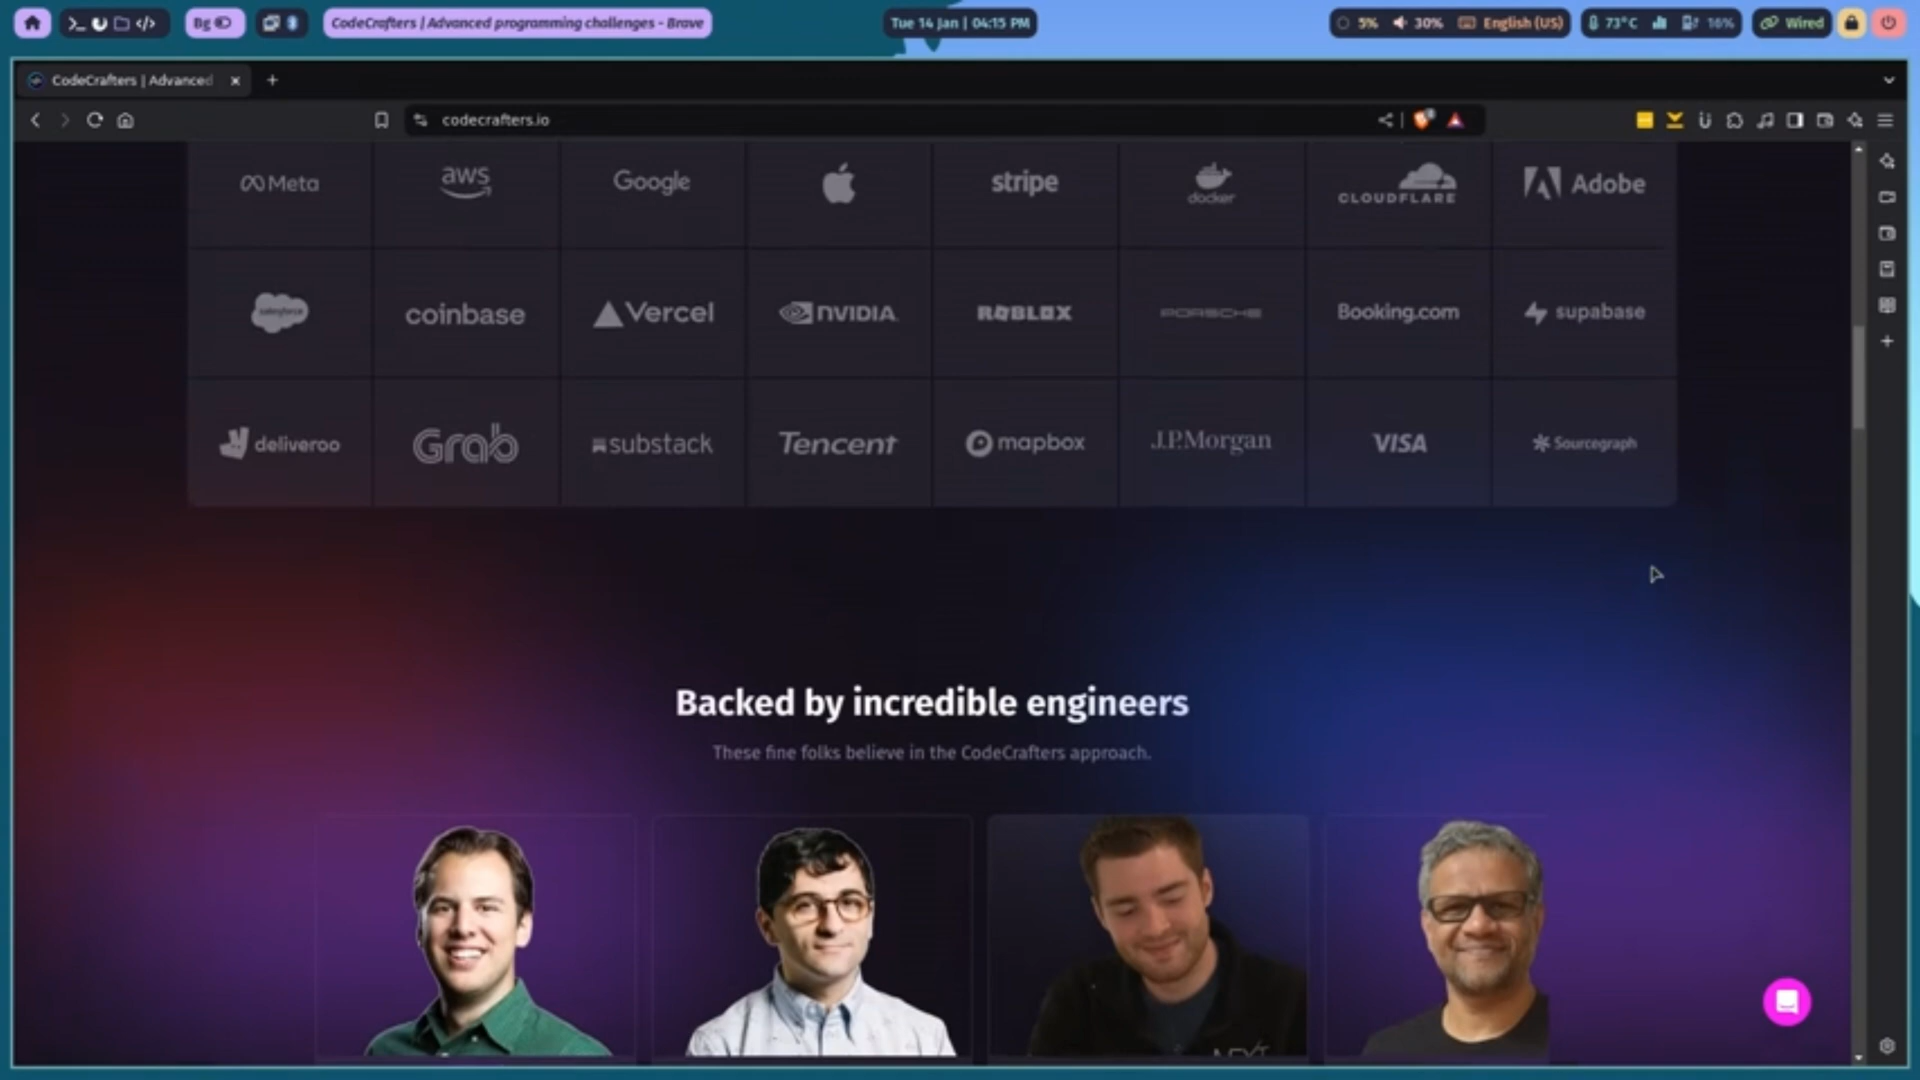 Bg
CodeCrafters | Advanced programming challenges - Brave
Tue 14 Jan | 04:15 PM
5% 30% English (US) 73°C 16% Wired
CodeCrafters | Advanced
codecrafters.io
Meta aws Google stripe docker CLOUDFLARE Adobe
salesforce coinbase Vercel NVIDIA ROBLOX PORSCHE Booking.com supabase
deliveroo Grab substack Tencent mapbox J.P.Morgan VISA Sourcegraph
Backed by incredible engineers
These fine folks believe in the CodeCrafters approach.